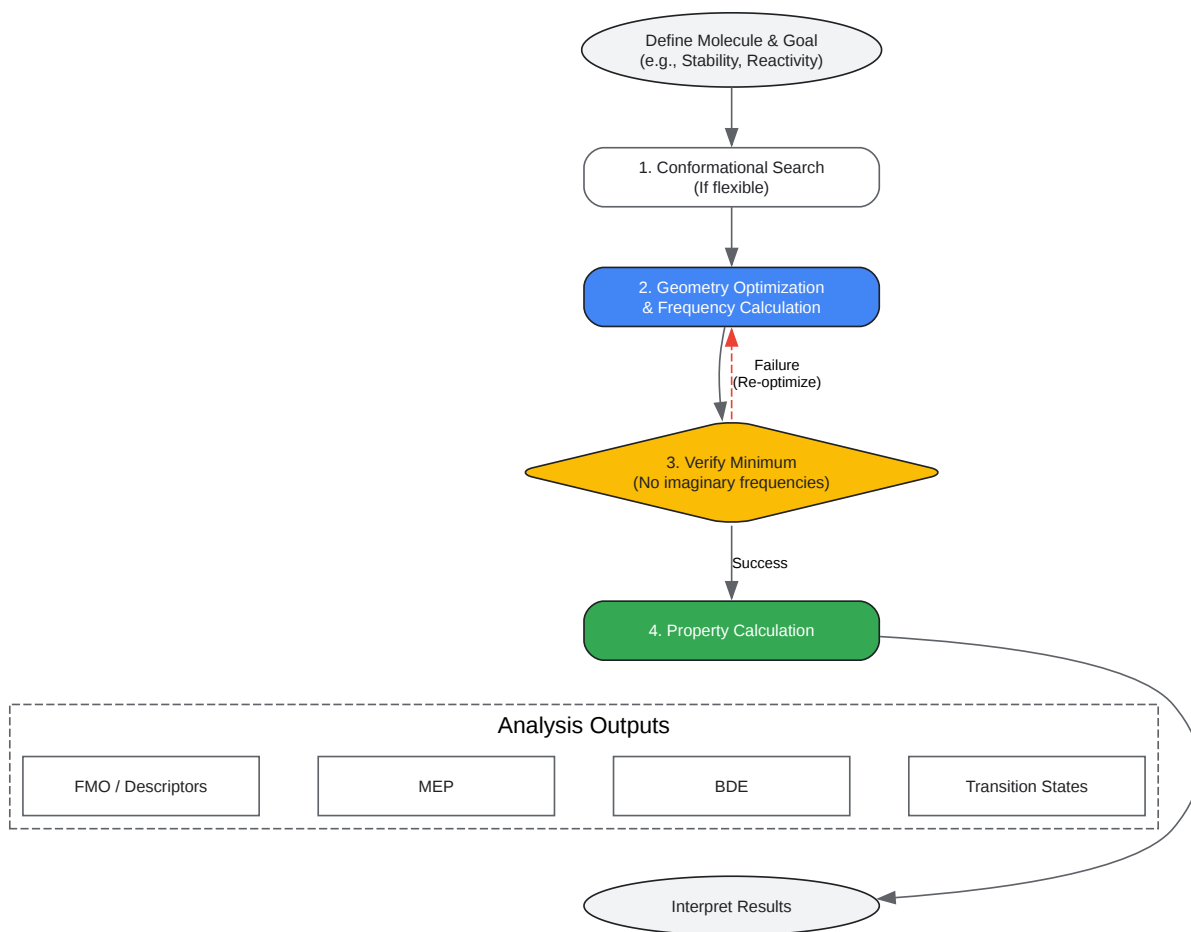 Define Molecule & Goal
(e.g., Stability, Reactivity)
1. Conformational Search
(If flexible)
2. Geometry Optimization
& Frequency Calculation
Failure
(Re-optimize)
3. Verify Minimum
(No imaginary frequencies)
Success
4. Property Calculation
Analysis Outputs
FMO / Descriptors
MEP
BDE
Transition States
Interpret Results